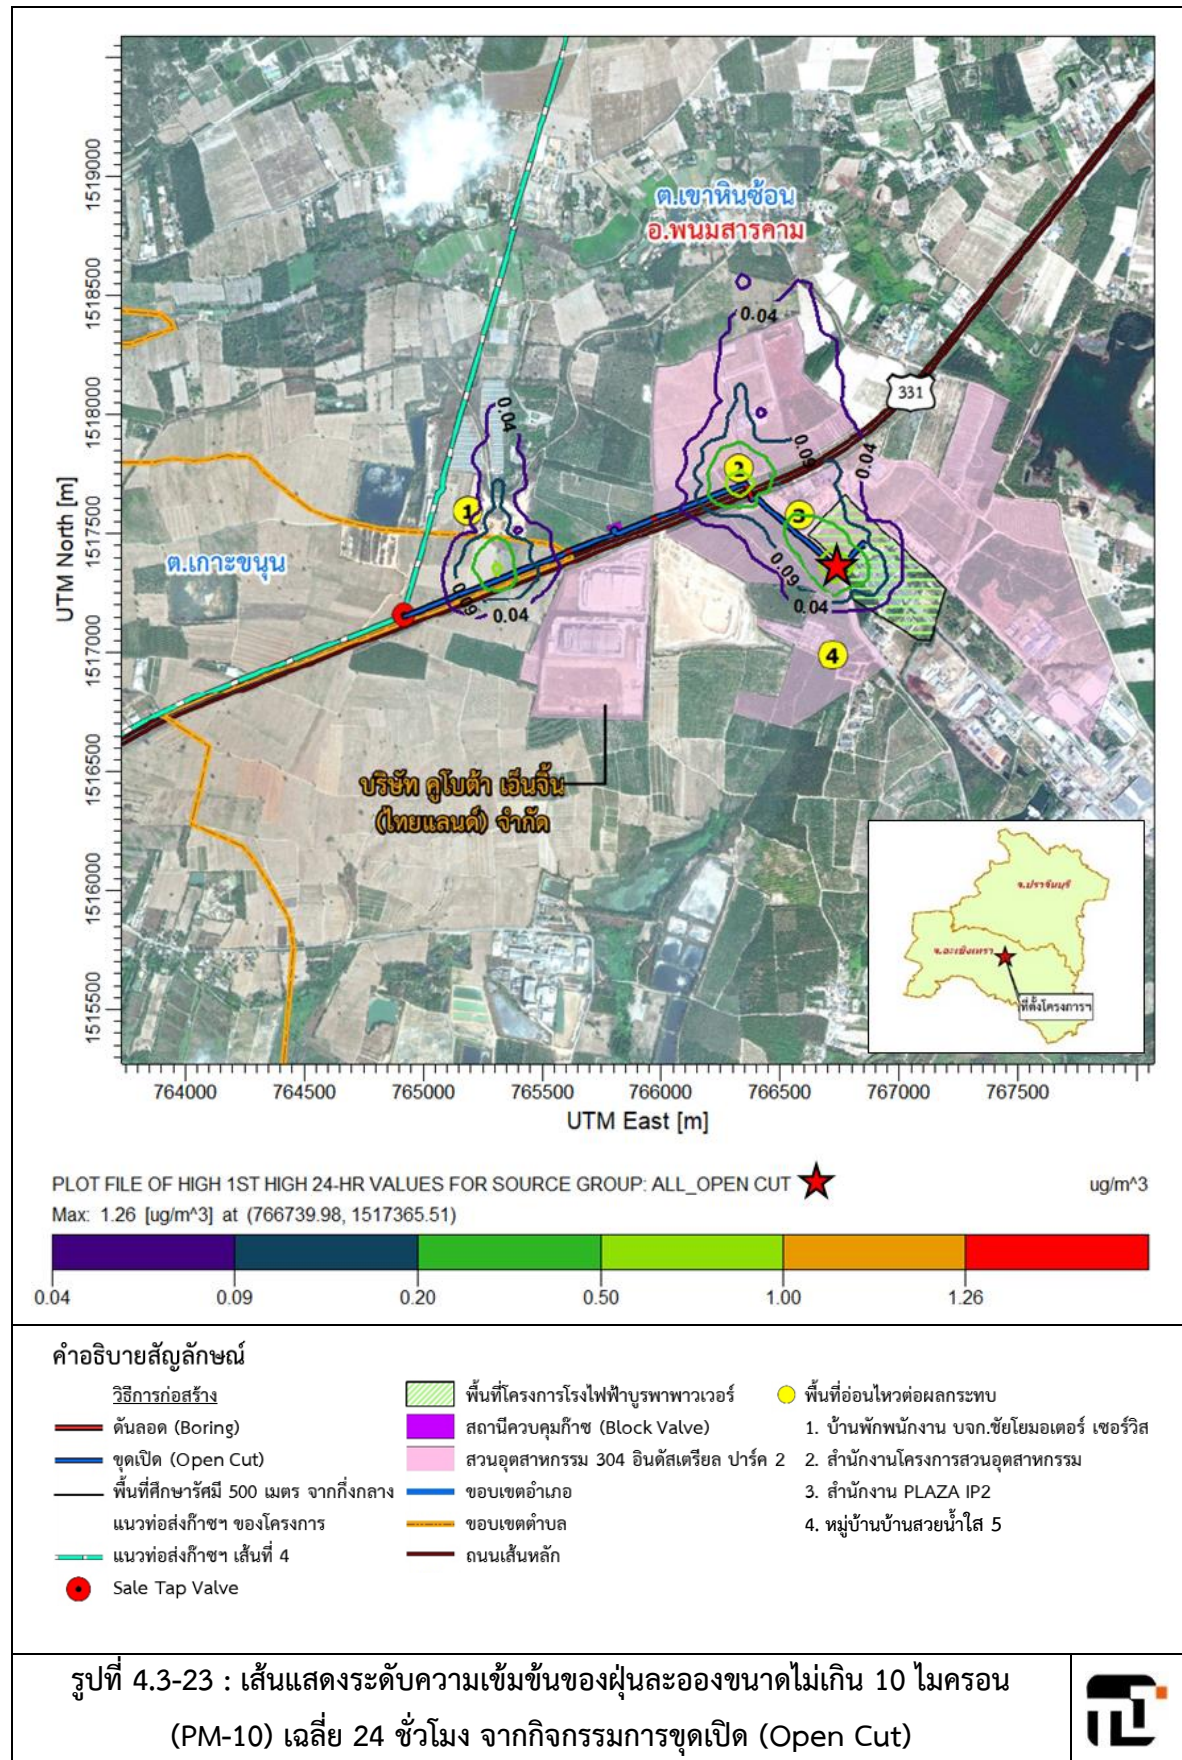 ต.เขาหินซ้อน
อ.พนมสารคาม
331
0.04
0.04
0.09
0.04
2
1
3
ต.เกาะขนุน
0.09
0.04
0.09
0.04
4
บริษัท คูโบต้า เอ็นจิ้น
(ไทยแลนด์) จำกัด
จ.ปราจีนบุรี
จ.ฉะเชิงเทรา
ที่ตั้งโครงการฯ
UTM North [m]
1519000
1518500
1518000
1517500
1517000
1516500
1516000
1515500
764000 764500 765000 765500 766000 766500 767000 767500
UTM East [m]
PLOT FILE OF HIGH 1ST HIGH 24-HR VALUES FOR SOURCE GROUP: ALL_OPEN CUT ug/m^3
Max: 1.26 [ug/m^3] at (766739.98, 1517365.51)
0.04 0.09 0.20 0.50 1.00 1.26
คำอธิบายสัญลักษณ์
วิธีการก่อสร้าง
ดันลอด (Boring)
ขุดเปิด (Open Cut)
พื้นที่ศึกษารัศมี 500 เมตร จากกึ่งกลาง
แนวท่อส่งก๊าซฯ ของโครงการ
แนวท่อส่งก๊าซฯ เส้นที่ 4
Sale Tap Valve
พื้นที่โครงการโรงไฟฟ้าบูรพาพาวเวอร์
สถานีควบคุมก๊าซ (Block Valve)
สวนอุตสาหกรรม 304 อินดัสเตรียล ปาร์ค 2
ขอบเขตอำเภอ
ขอบเขตตำบล
ถนนเส้นหลัก
พื้นที่อ่อนไหวต่อผลกระทบ
1. บ้านพักพนักงาน บจก.ชัยโยมอเตอร์ เซอร์วิส
2. สำนักงานโครงการสวนอุตสาหกรรม
3. สำนักงาน PLAZA IP2
4. หมู่บ้านบ้านสวยน้ำใส 5
รูปที่ 4.3-23 : เส้นแสดงระดับความเข้มข้นของฝุ่นละอองขนาดไม่เกิน 10 ไมครอน
(PM-10) เฉลี่ย 24 ชั่วโมง จากกิจกรรมการขุดเปิด (Open Cut)